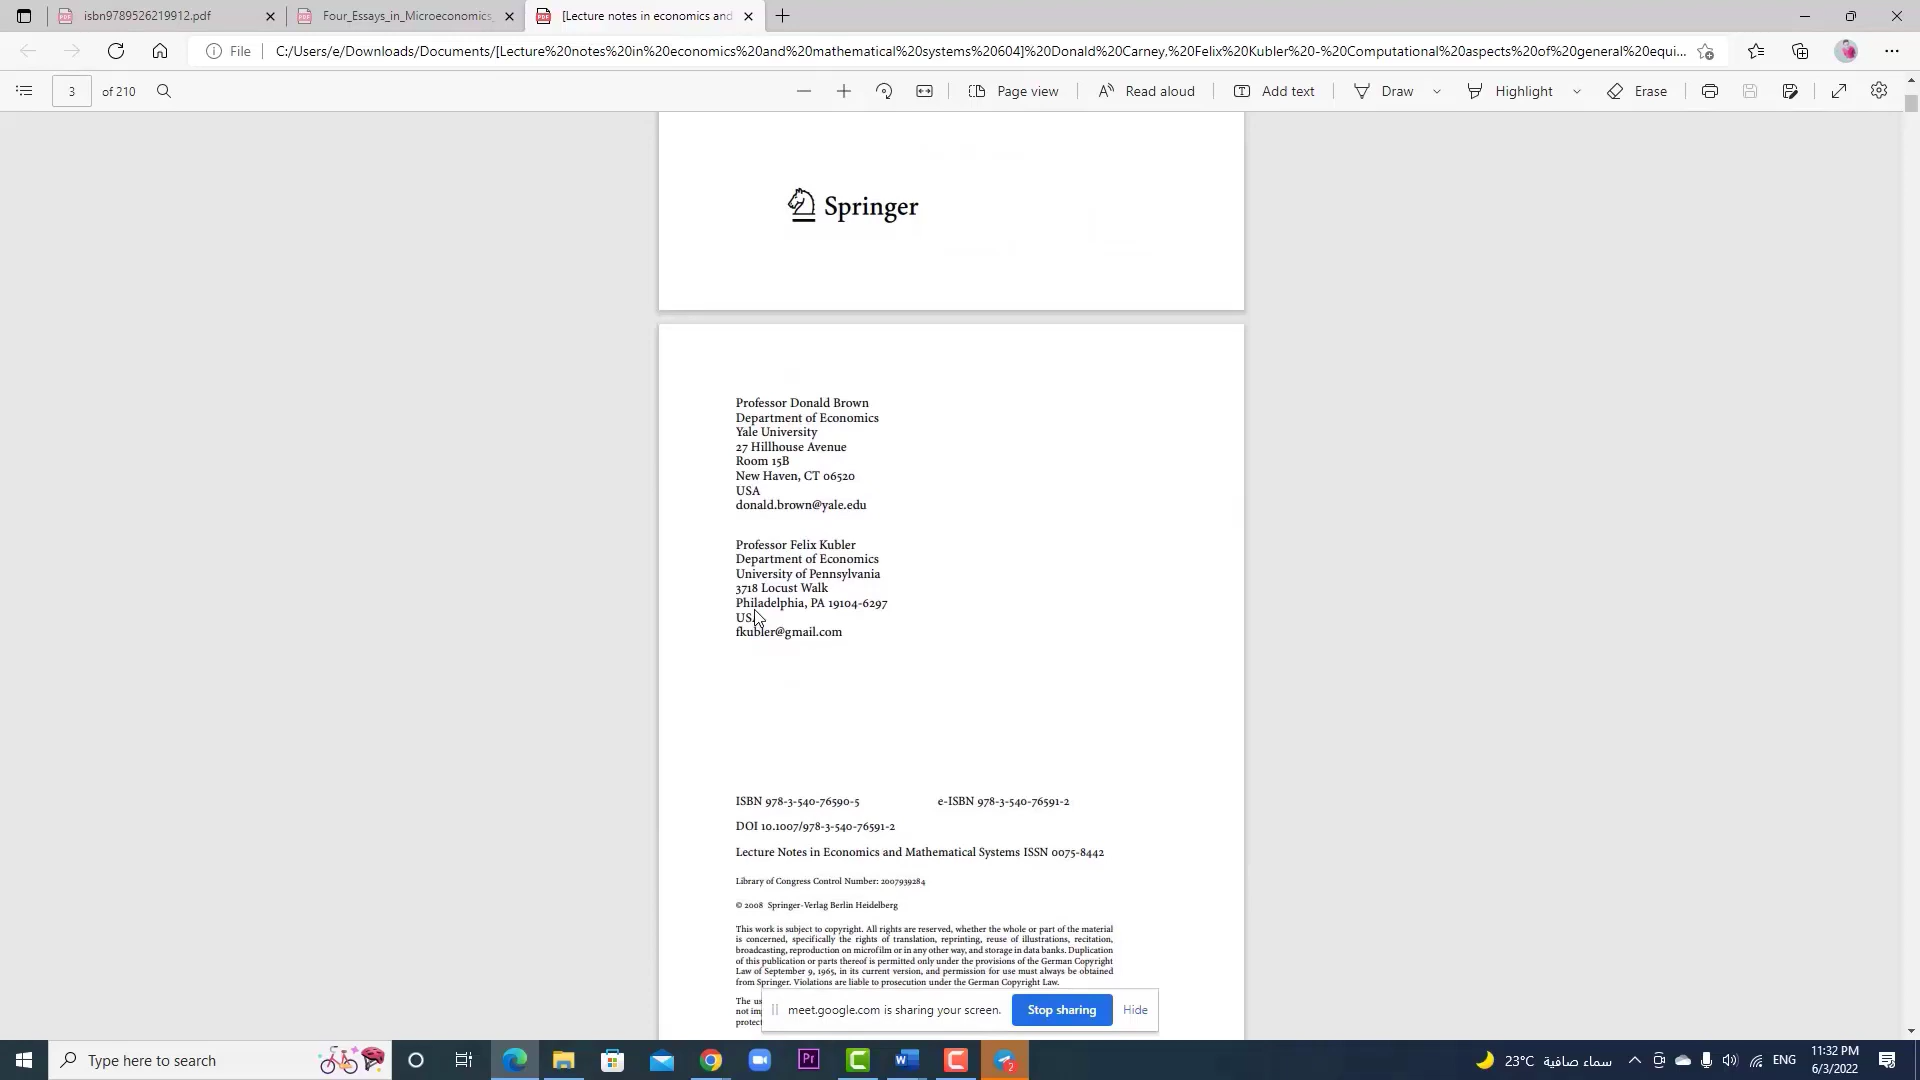 isbn9789526219912.pdf
Four_Essays_in_Microeconomics_
[Lecture notes in economics and
File
C:/Users/e/Downloads/Documents/[Lecture%20notes%20in%20economics%20and%20mathematical%20systems%20604]%20Donald%20Carney,%20Felix%20Kubler%20-%20Computational%20aspects%20of%20general%20equi...
3 of 210
Page view
Read aloud
Add text
Draw
Highlight
Erase
Springer
Professor Donald Brown
Department of Economics
Yale University
27 Hillhouse Avenue
Room 15B
New Haven, CT 06520
USA
donald.brown@yale.edu
Professor Felix Kubler
Department of Economics
University of Pennsylvania
3718 Locust Walk
Philadelphia, PA 19104-6297
USA
fkubler@gmail.com
ISBN 978-3-540-76590-5 e-ISBN 978-3-540-76591-2
DOI 10.1007/978-3-540-76591-2
Lecture Notes in Economics and Mathematical Systems ISSN 0075-8442
Library of Congress Control Number: 2007939284
© 2008 Springer-Verlag Berlin Heidelberg
This work is subject to copyright. All rights are reserved, whether the whole or part of the material
is concerned, specifically the rights of translation, reprinting, reuse of illustrations, recitation,
broadcasting, reproduction on microfilm or in any other way, and storage in data banks. Duplication
of this publication or parts thereof is permitted only under the provisions of the German Copyright
Law of September 9, 1965, in its current version, and permission for use must always be obtained
from Springer. Violations are liable to prosecution under the German Copyright Law.
The us
not im
protect
meet.google.com is sharing your screen.
Stop sharing
Hide
Type here to search
Pr
2
23°C سماء صافية
ENG
11:32 PM
6/3/2022